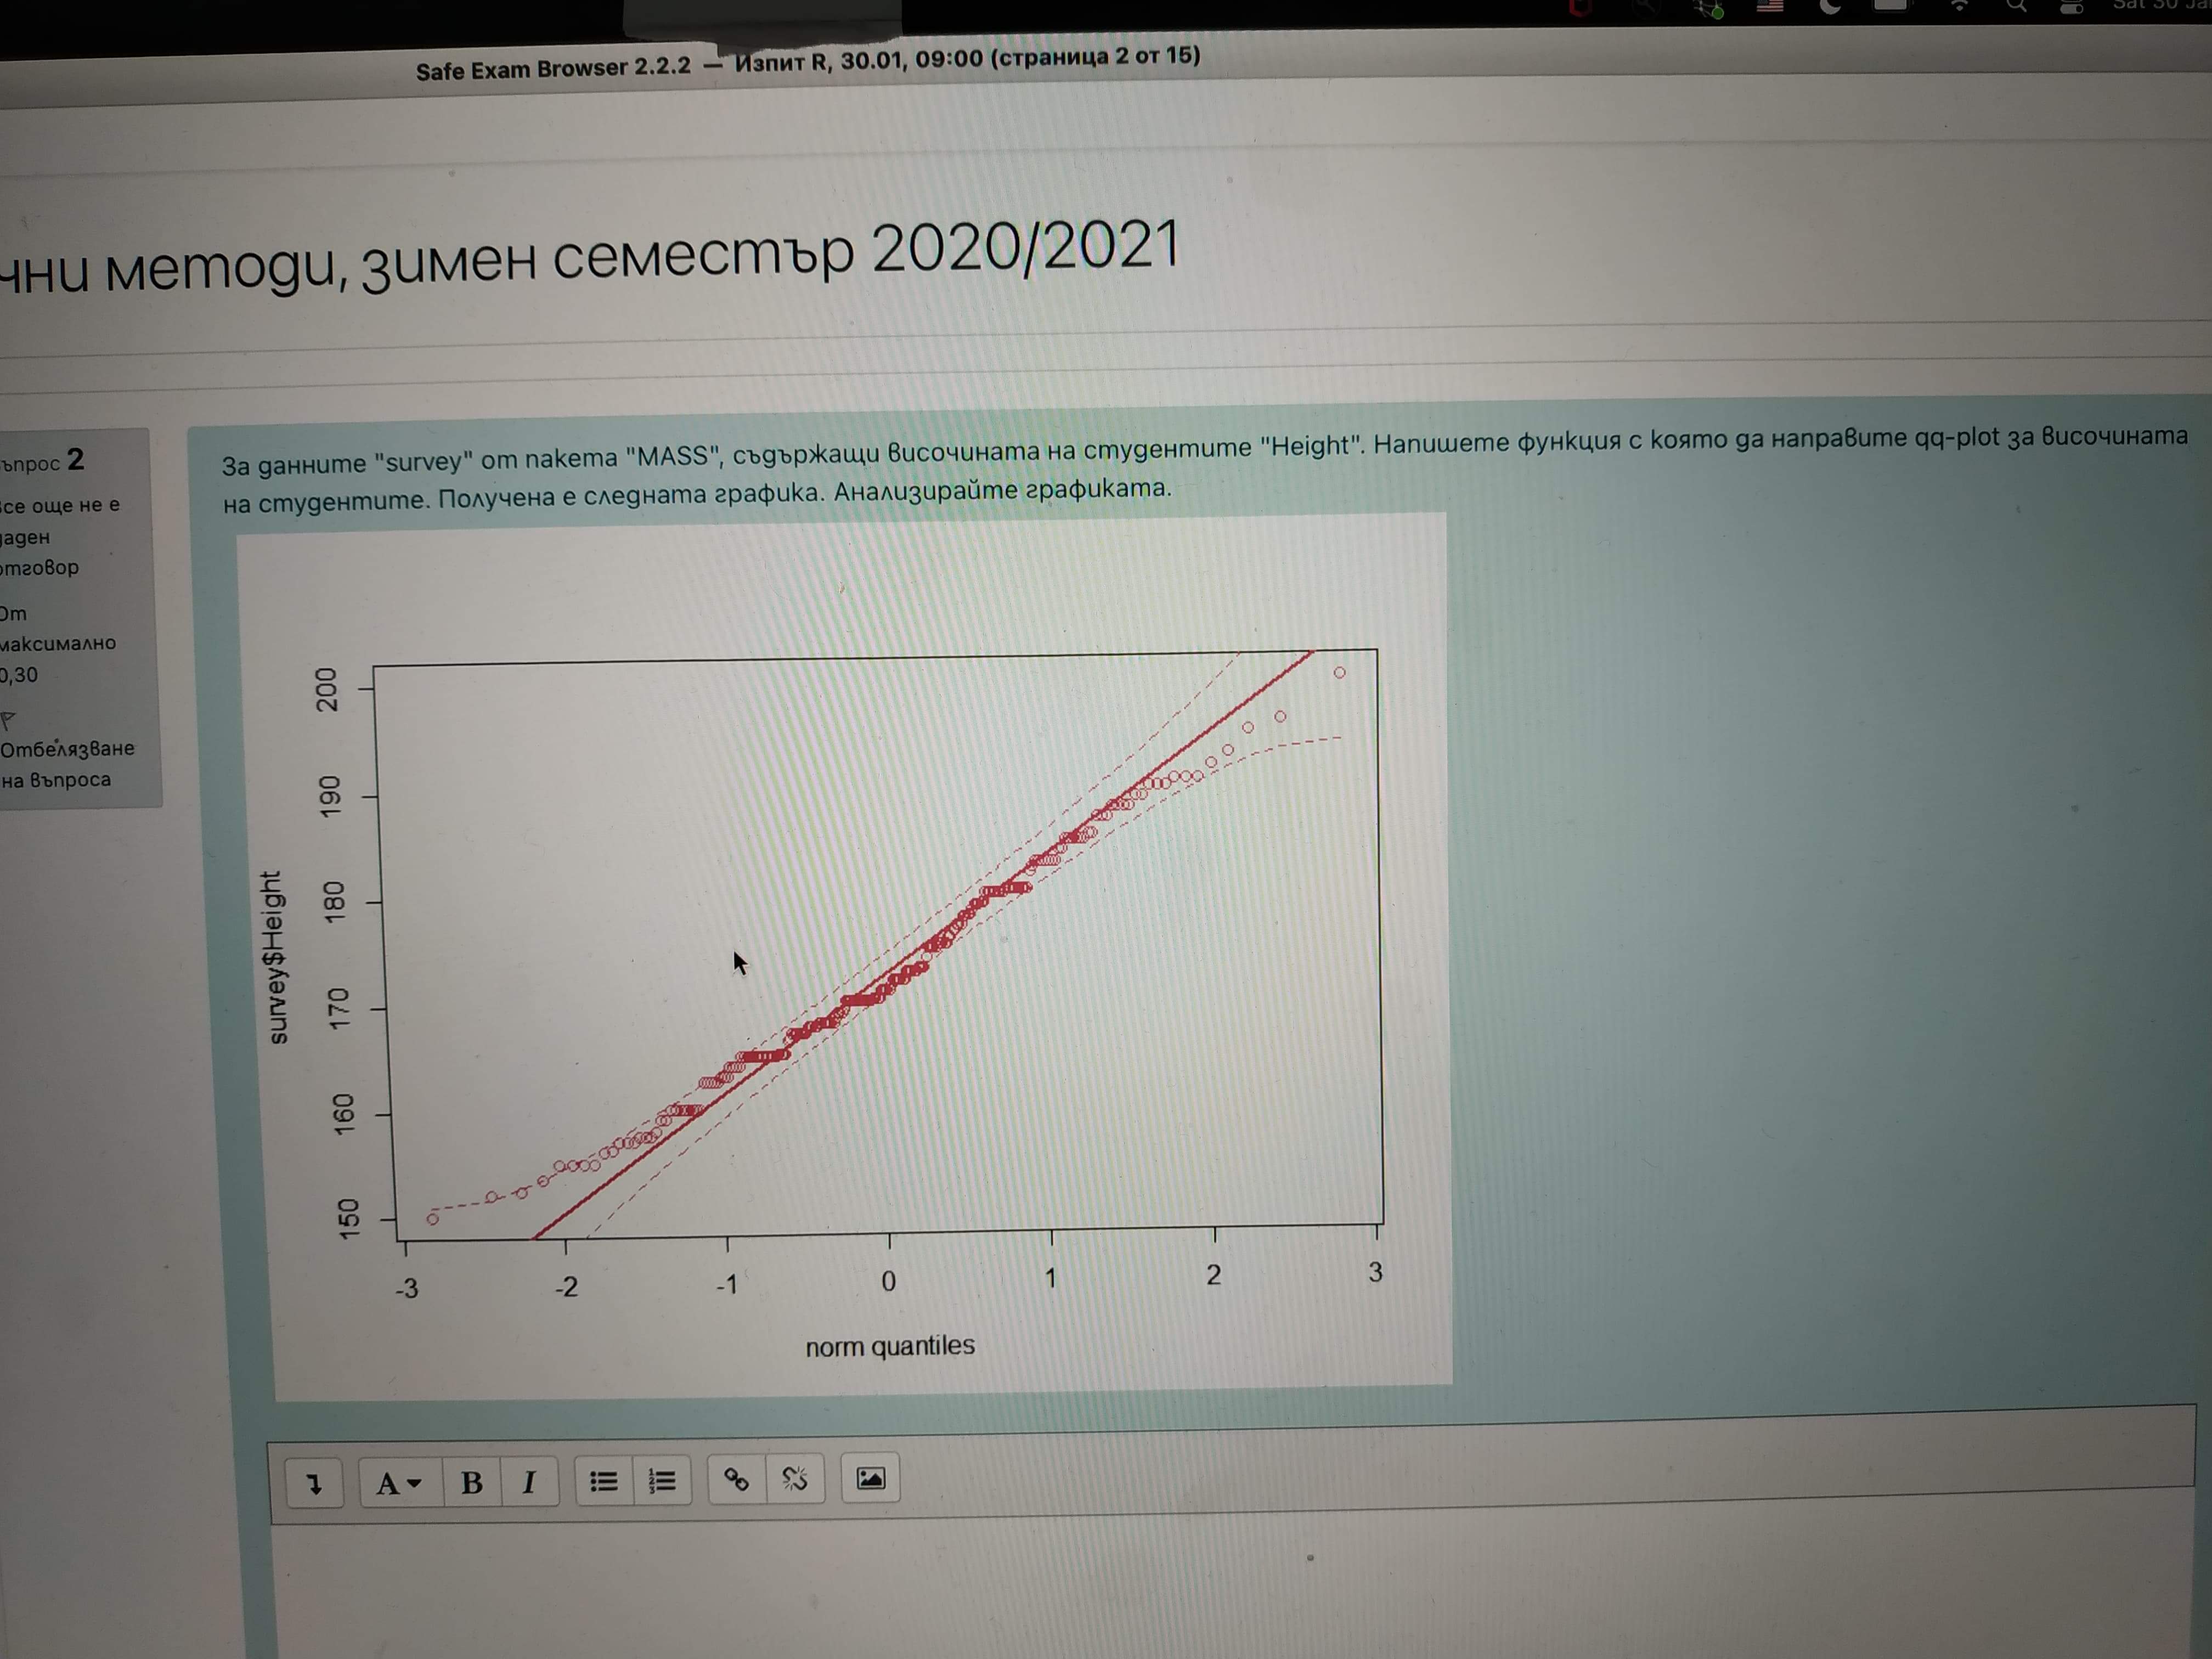 Safe Exam Browser 2.2.2 — Изпит R, 30.01, 09:00 (страница 2 от 15)
чни методи, зимен семестър 2020/2021
ъпрос 2
все още не е
даден
отговор
От
максимално
0,30
Отбелязване
на въпроса
За данните "survey" от пакета "MASS", съдържащи височината на студентите "Height". Напишете функция с която да направите qq-plot за височината
на студентите. Получена е следната графика. Анализирайте графиката.
survey$Height
200
190
180
170
160
150
-3 -2 -1 0 1 2 3
norm quantiles
A B I